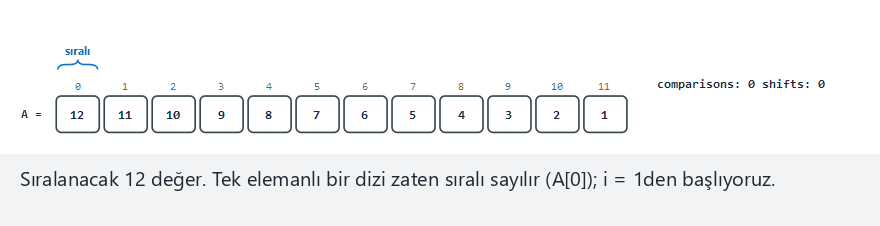 sıralı
0 1 2 3 4 5 6 7 8 9 10 11
comparisons: 0 shifts: 0
A = 12 11 10 9 8 7 6 5 4 3 2 1
Sıralanacak 12 değer. Tek elemanlı bir dizi zaten sıralı sayılır (A[0]); i = 1den başlıyoruz.